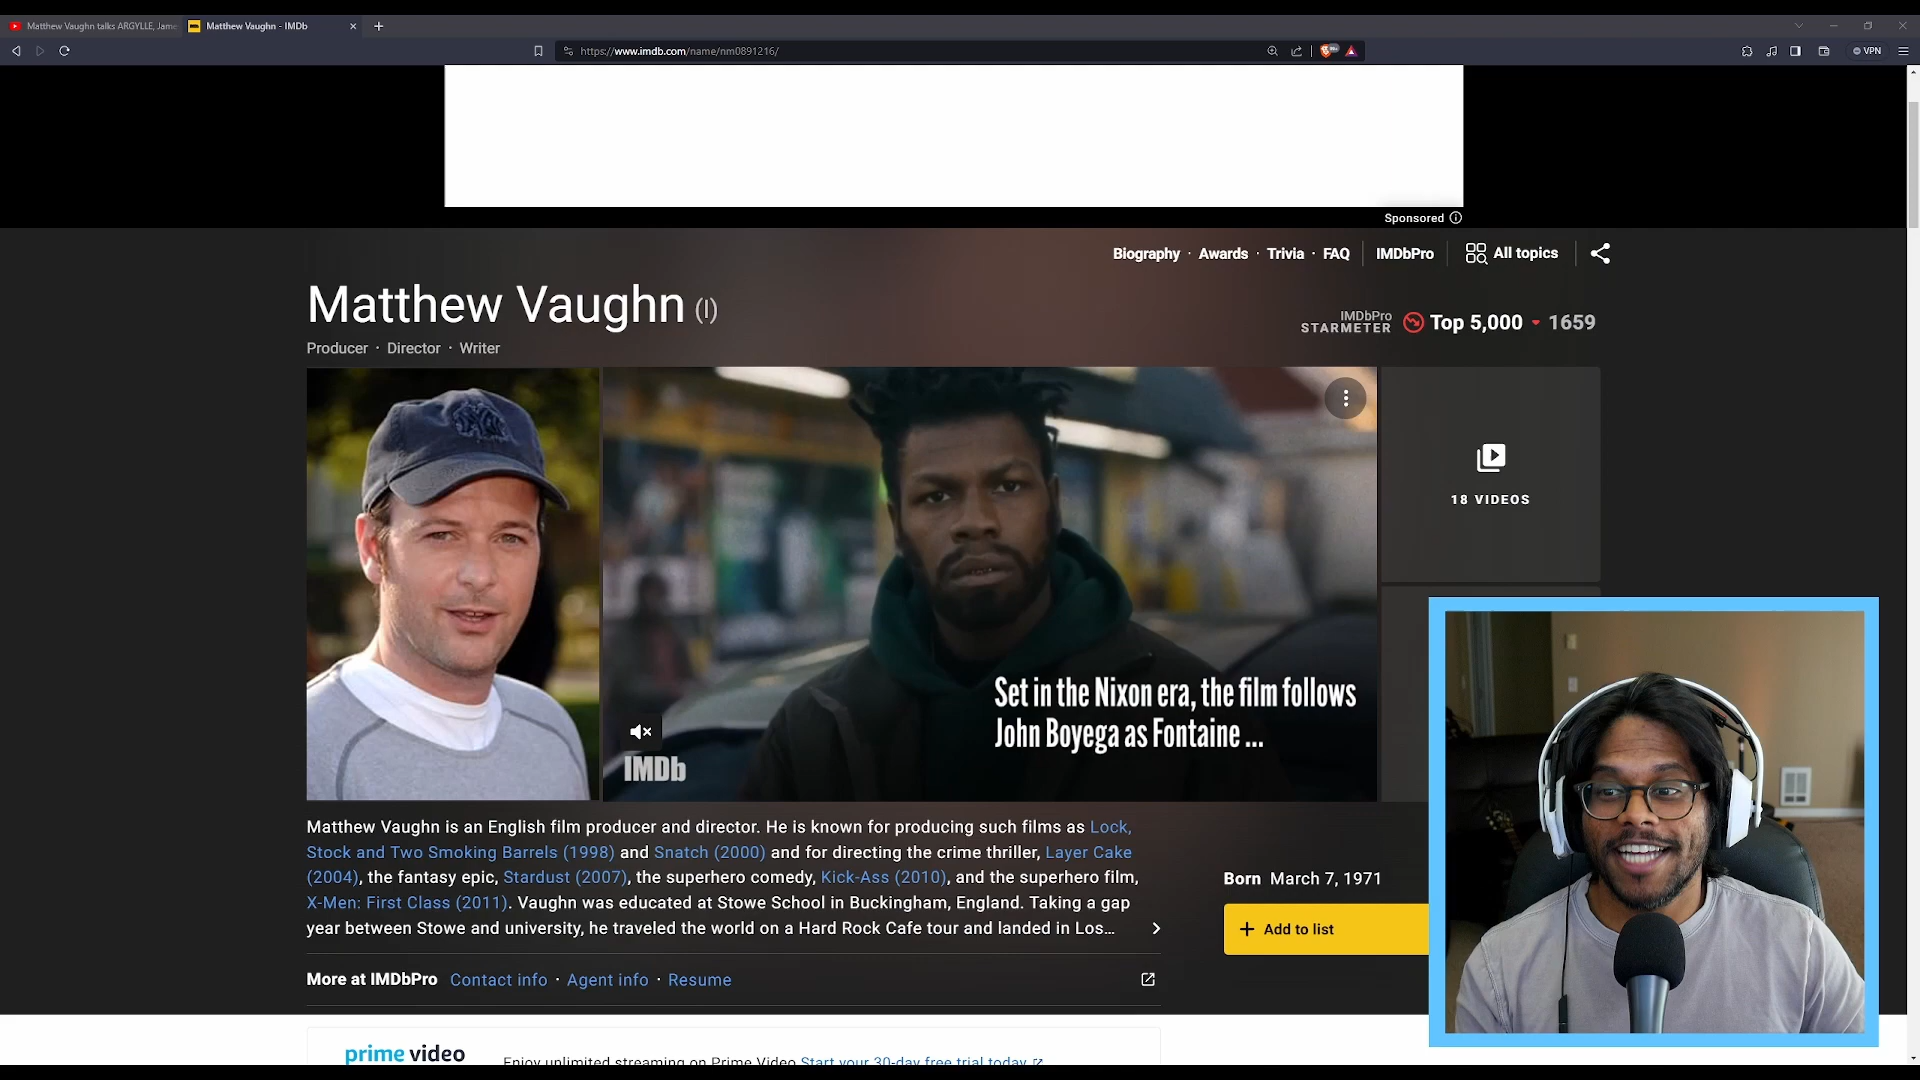 Matthew Vaughn talks ARGYLLE, Jame
Matthew Vaughn - IMDb
https://www.imdb.com/name/nm0891216/
VPN
Sponsored
Biography · Awards · Trivia · FAQ
IMDbPro
All topics
Matthew Vaughn (I)
IMDbPro
STARMETER
Top 5,000
1659
Producer · Director · Writer
18 VIDEOS
Set in the Nixon era, the film follows
John Boyega as Fontaine ...
IMDb
Matthew Vaughn is an English film producer and director. He is known for producing such films as Lock,
Stock and Two Smoking Barrels (1998) and Snatch (2000) and for directing the crime thriller, Layer Cake
(2004), the fantasy epic, Stardust (2007), the superhero comedy, Kick-Ass (2010), and the superhero film,
X-Men: First Class (2011). Vaughn was educated at Stowe School in Buckingham, England. Taking a gap
year between Stowe and university, he traveled the world on a Hard Rock Cafe tour and landed in Los...
Born March 7, 1971
+ Add to list
More at IMDbPro Contact info · Agent info · Resume
prime video
Enjoy unlimited streaming on Prime Video Start your 30-day free trial today